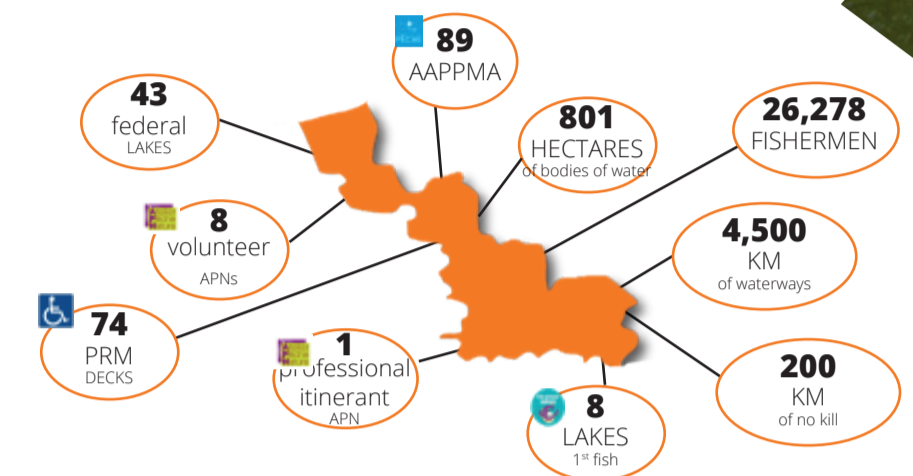 89
AAPPMA
43
federal
LAKES
801
HECTARES
of bodies of water
26,278
FISHERMEN
8
volunteer
APNs
4,500
KM
of waterways
74
PRM
DECKS
1
professional
itinerant
APN
200
KM
of no kill
8
LAKES
1st fish